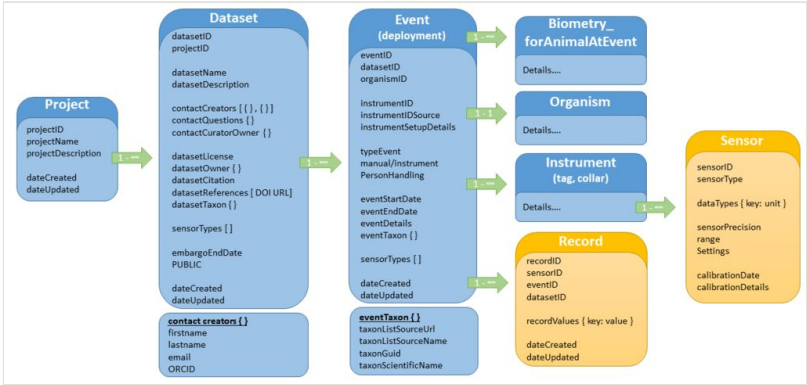 Project
projectID
projectName
projectDescription
dateCreated
dateUpdated
1 - ∞
Dataset
datasetID
projectID
datasetName
datasetDescription
contactCreators [ { } , { } ]
contactQuestions { }
contactCuratorOwner { }
datasetLicense
datasetOwner { }
datasetCitation
datasetReferences [ DOI URL]
datasetTaxon { }
sensorTypes [ ]
embargoEndDate
PUBLIC
dateCreated
dateUpdated
contact creators { }
firstname
lastname
email
ORCID
1 - ∞
Event
(deployment)
eventID
datasetID
organismID
instrumentID
instrumentIDSource
instrumentSetupDetails
typeEvent
manual/instrument
PersonHandling
eventStartDate
eventEndDate
eventDetails
eventTaxon { }
sensorTypes [ ]
dateCreated
dateUpdated
eventTaxon { }
taxonListSourceUrl
taxonListSourceName
taxonGuid
taxonScientificName
1 - ∞
Biometry_
forAnimalAtEvent
Details....
1 - 1
Organism
Details....
1 - ∞
Instrument
(tag, collar)
Details....
1 - ∞
Record
recordID
sensorID
eventID
datasetID
recordValues { key: value }
dateCreated
dateUpdated
1 - ∞
Sensor
sensorID
sensorType
dataTypes { key: unit }
sensorPrecision
range
Settings
calibrationDate
calibrationDetails